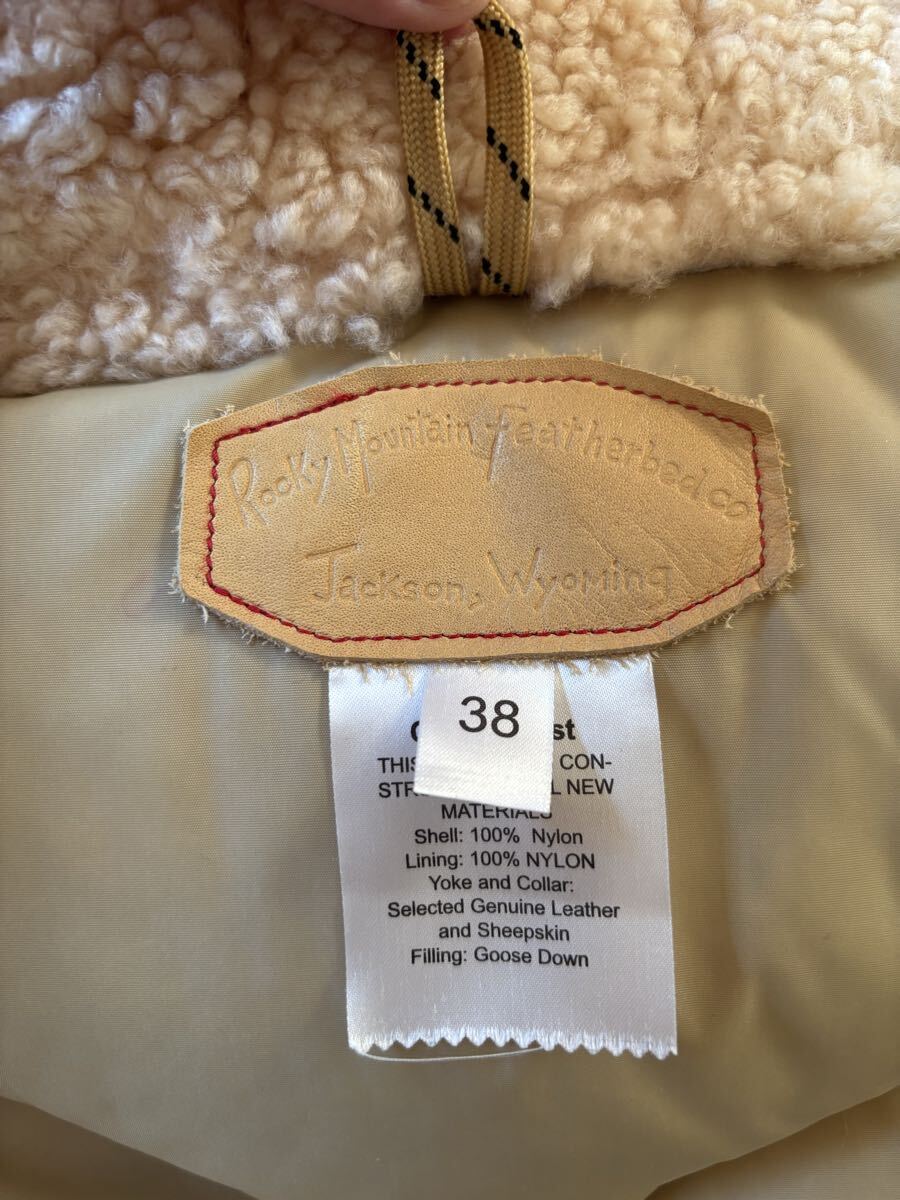 Rocky Mountain Featherbed co
Jackson, Wyoming
38
st
THIS CON-
STR L NEW
MATERIALS
Shell: 100% Nylon
Lining: 100% NYLON
Yoke and Collar:
Selected Genuine Leather
and Sheepskin
Filling: Goose Down